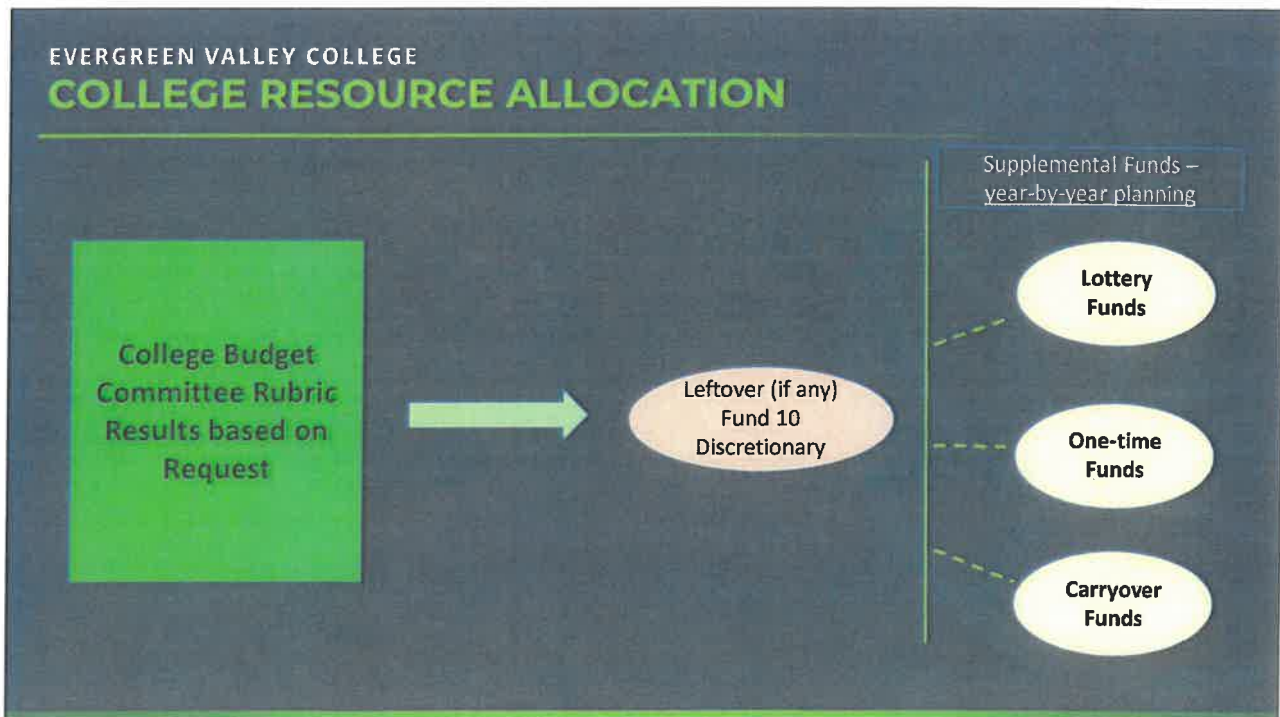 EVERGREEN VALLEY COLLEGE
COLLEGE RESOURCE ALLOCATION
Supplemental Funds –
year-by-year planning
College Budget
Committee Rubric
Results based on
Request
Leftover (if any)
Fund 10
Discretionary
Lottery
Funds
One-time
Funds
Carryover
Funds